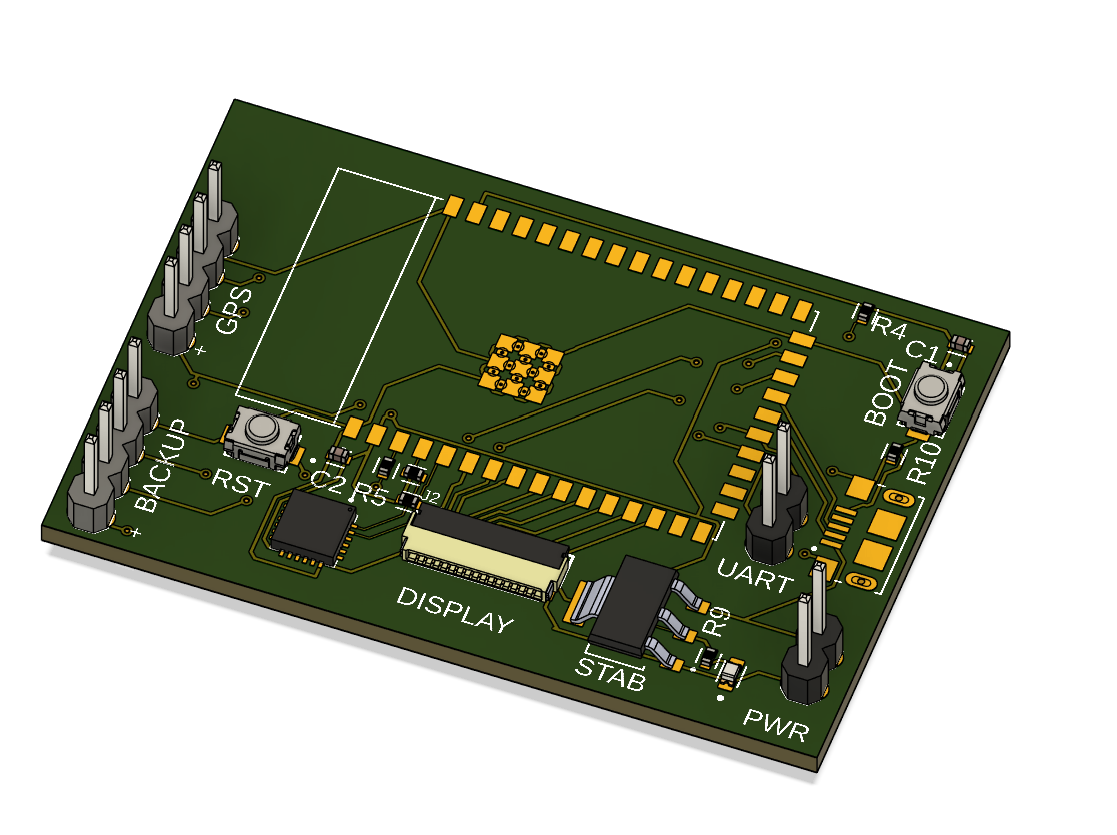 R4
C1
GPS
+
BOOT
BACKUP
+
RST
C2
R5
J2
R10
UART
DISPLAY
R9
STAB
PWR